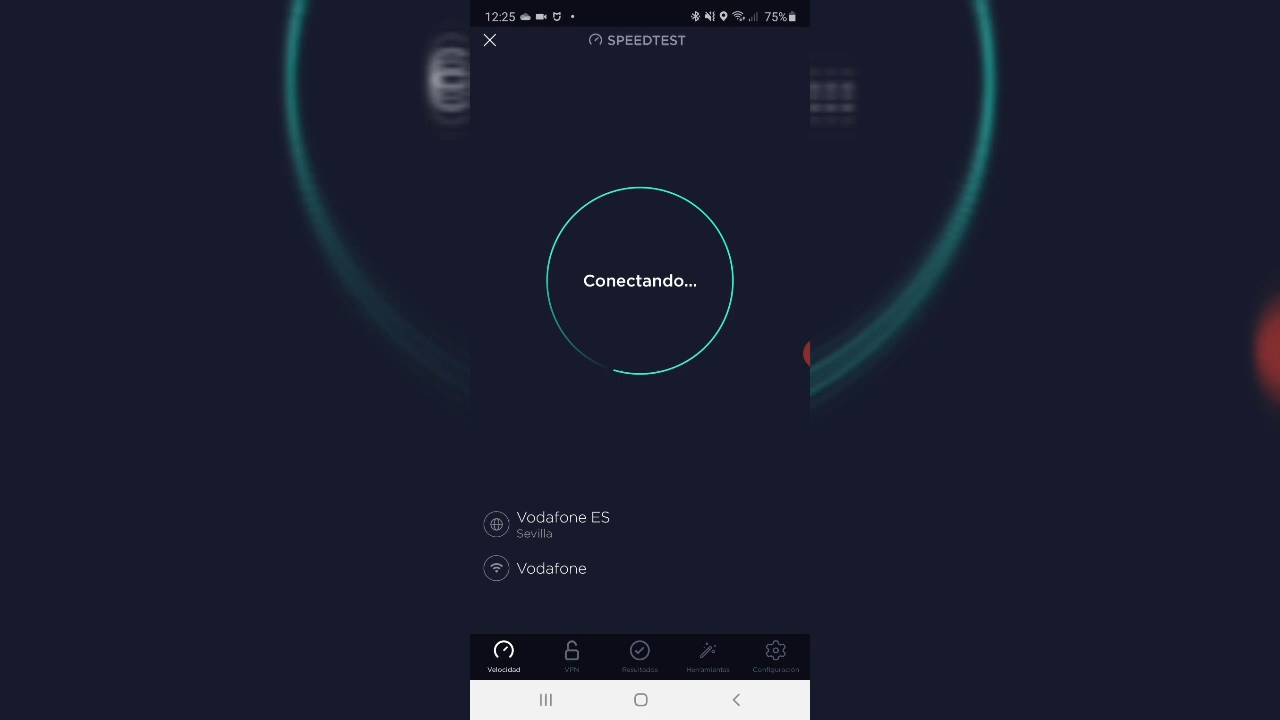 12:25 75%
SPEEDTEST
Conectando...
Vodafone ES
Sevilla
Vodafone
Velocidad VPN Resultados Herramientas Configuración